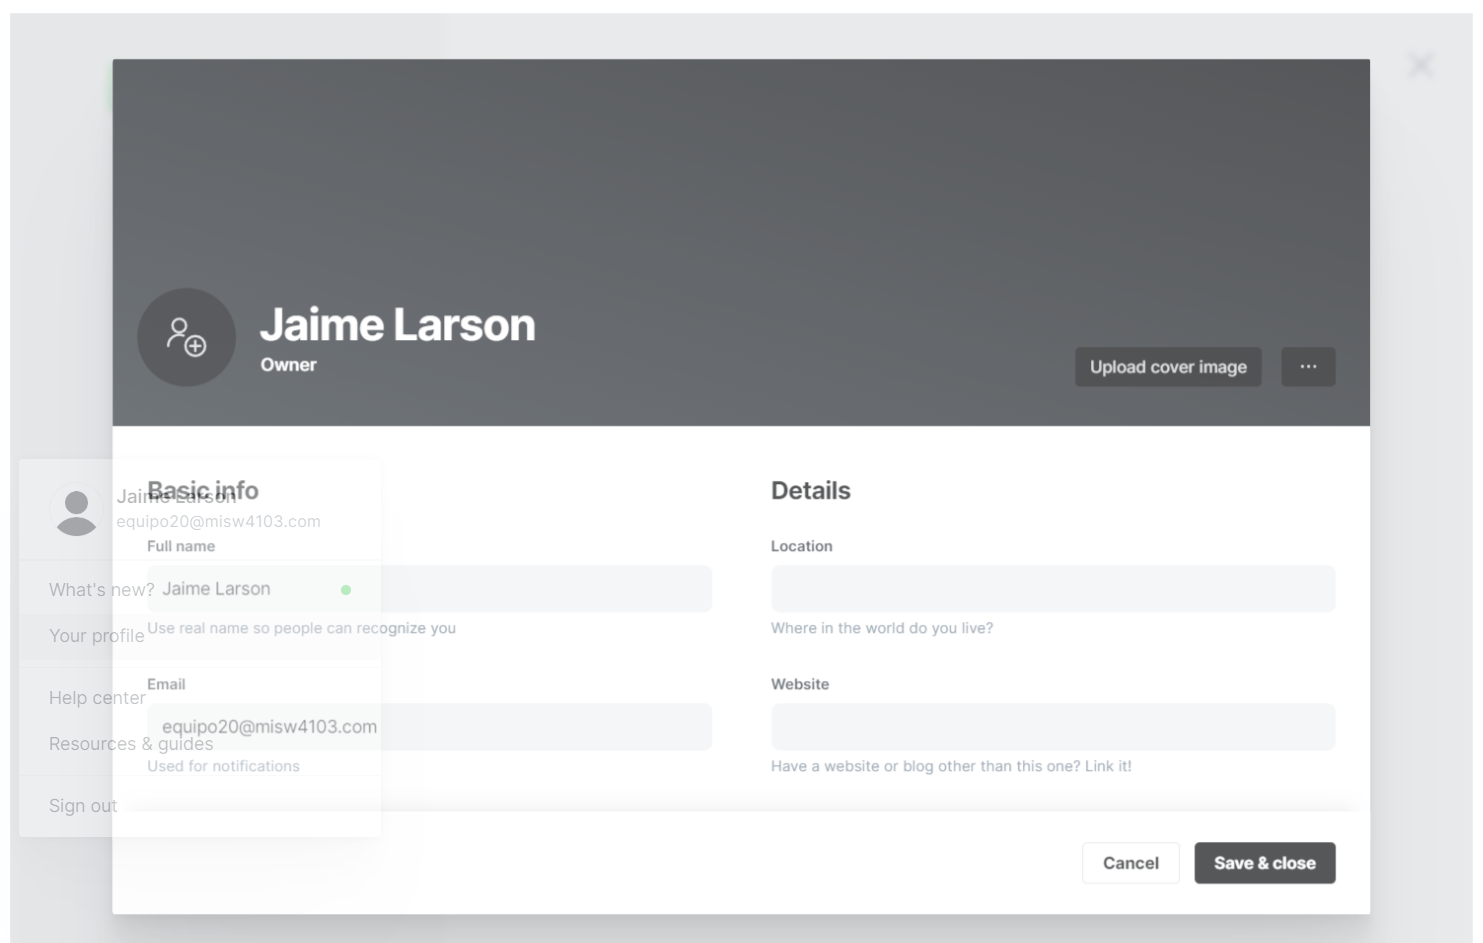 Jaime Larson
Owner
Upload cover image
...
Basic info
Details
Jaime Larson
equipo20@misw4103.com
Full name
Location
What's new?
Jaime Larson
Your profile
Use real name so people can recognize you
Where in the world do you live?
Email
Website
Help center
equipo20@misw4103.com
Resources & guides
Used for notifications
Have a website or blog other than this one? Link it!
Sign out
Cancel
Save & close